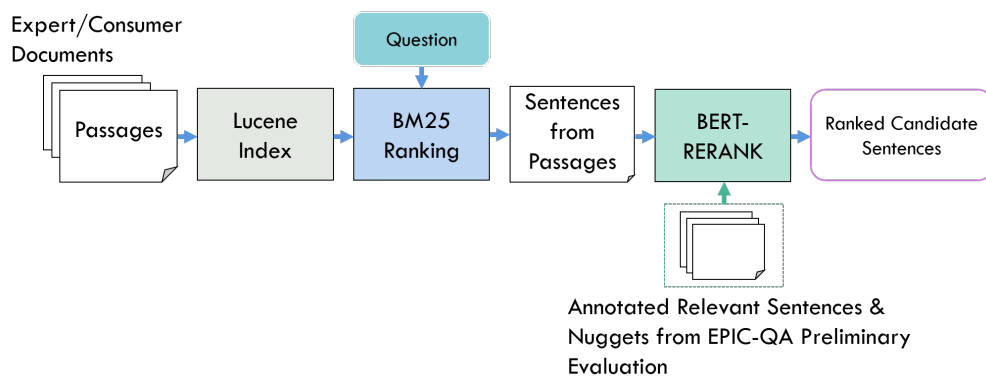 Expert/Consumer
Documents
Question
Passages
Lucene
Index
BM25
Ranking
Sentences
from
Passages
BERT-
RERANK
Ranked Candidate
Sentences
Annotated Relevant Sentences &
Nuggets from EPIC-QA Preliminary
Evaluation